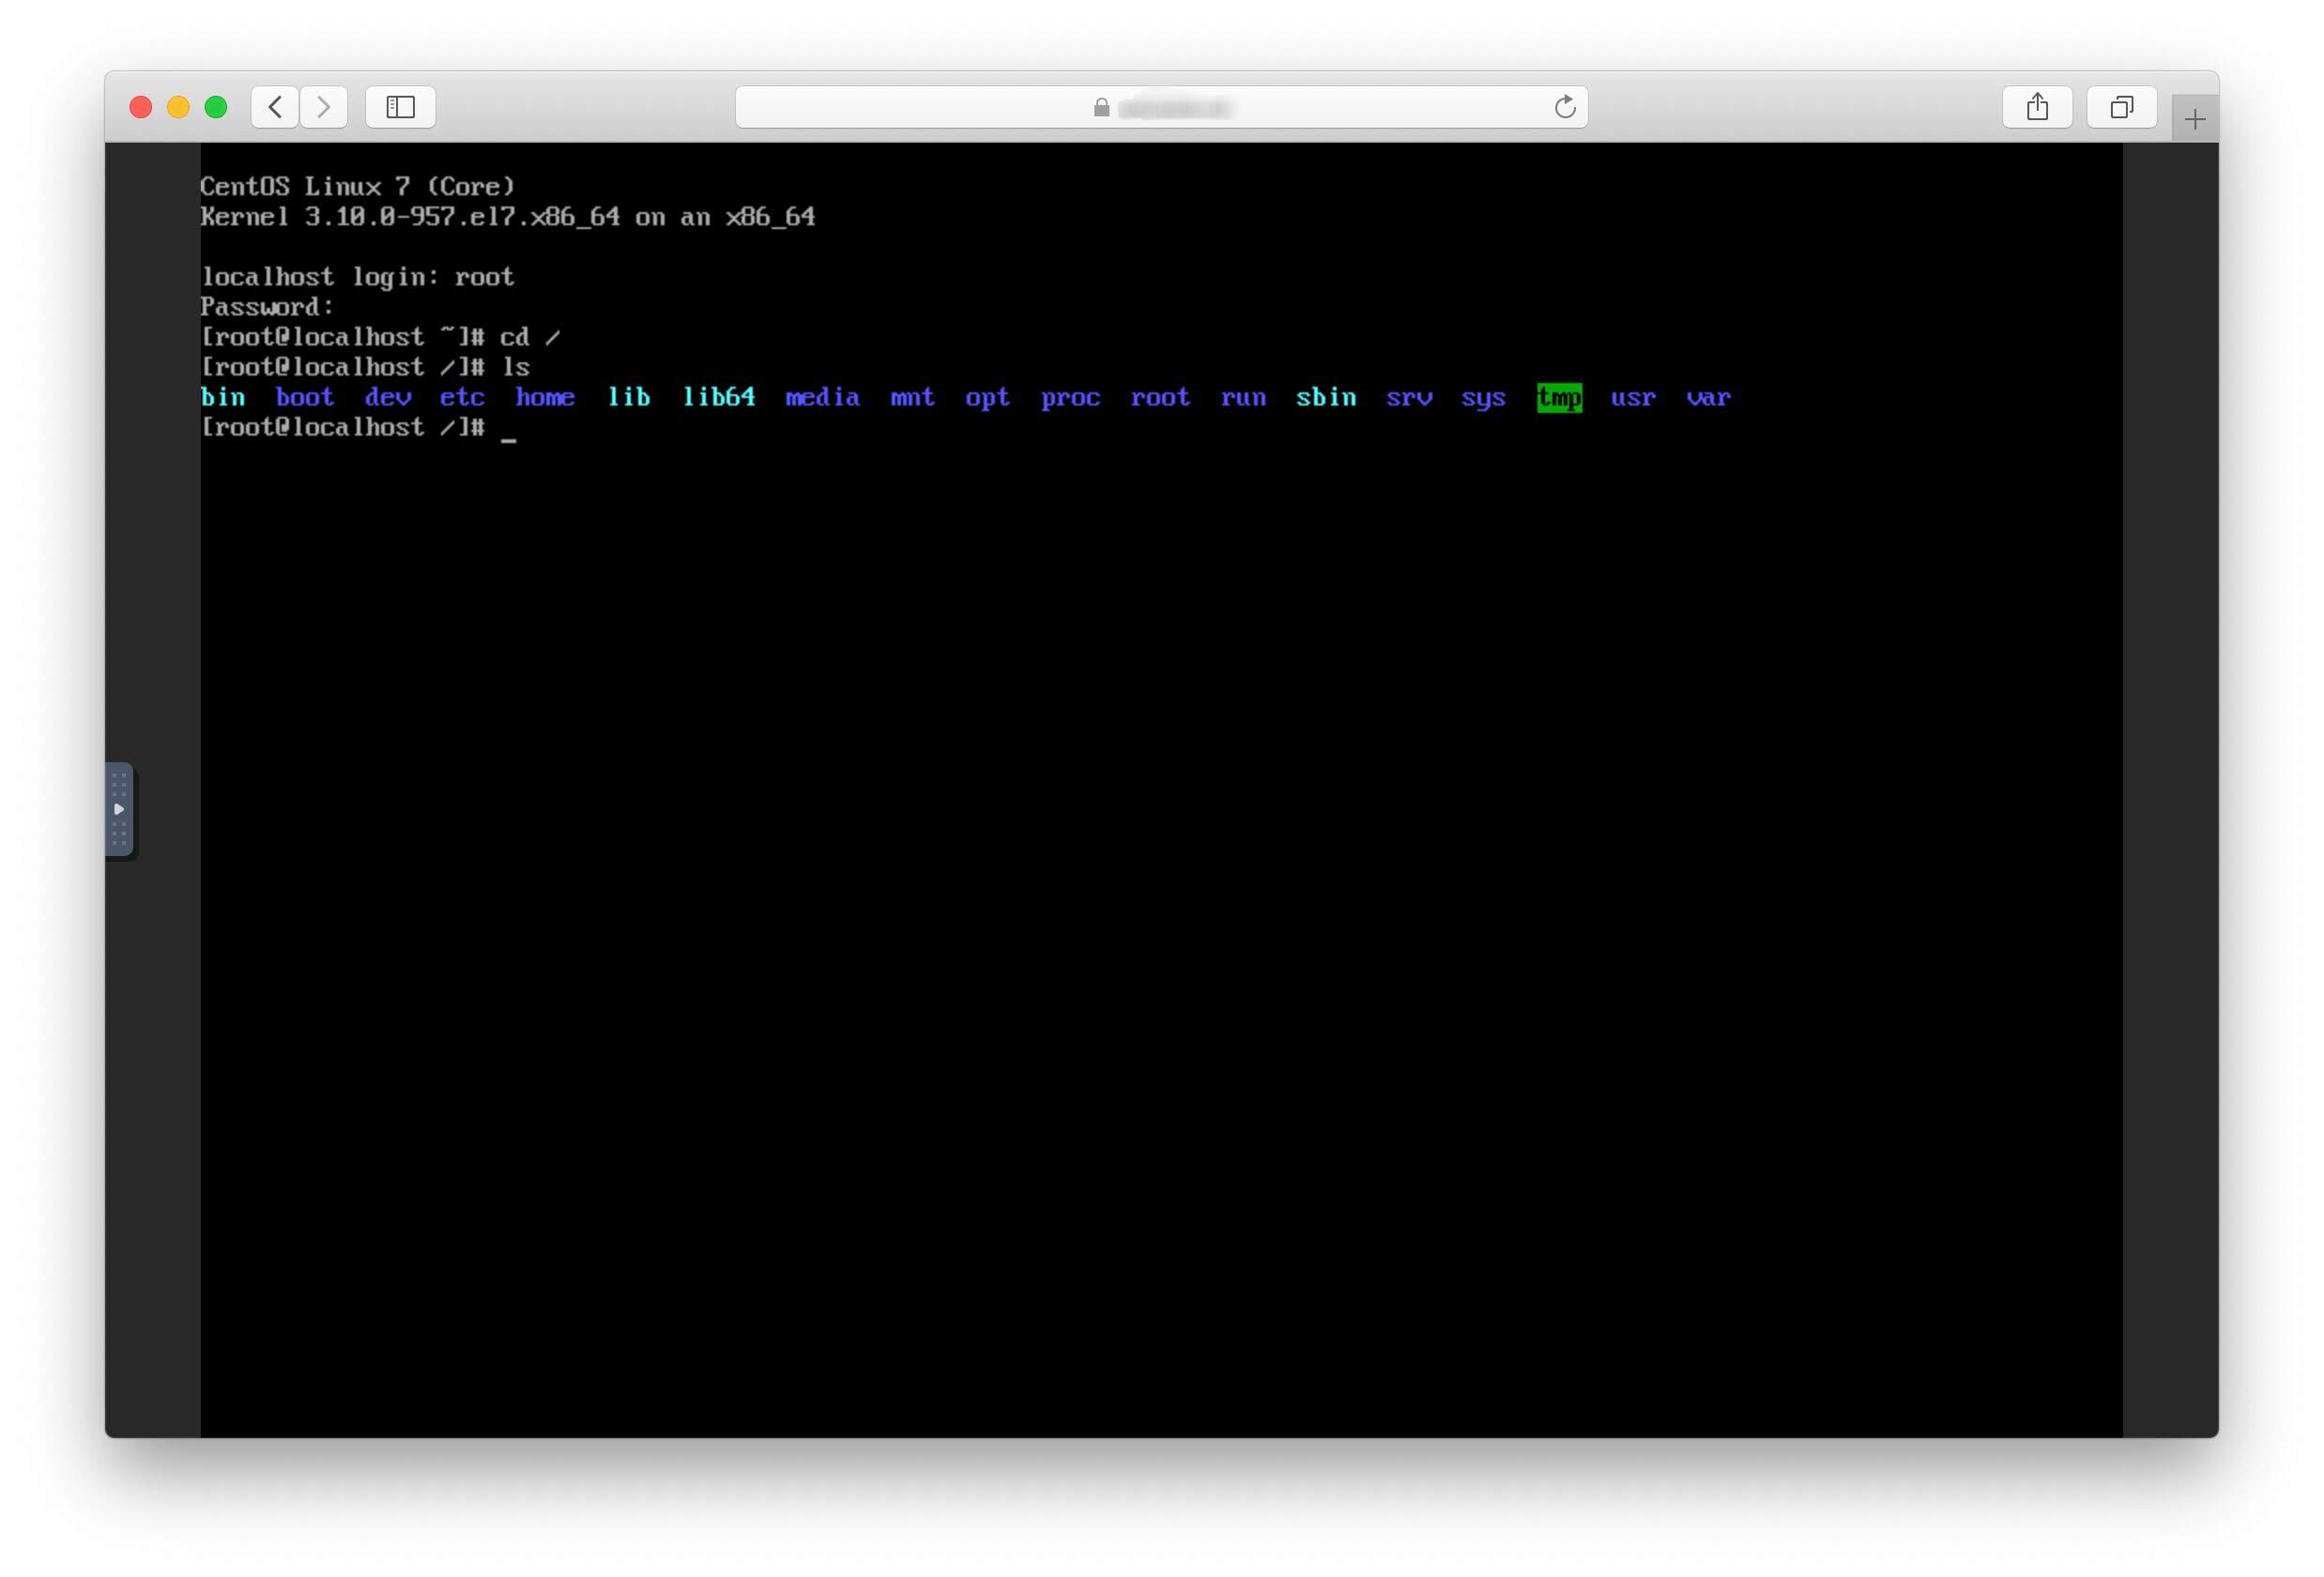 CentOS Linux 7 (Core)
Kernel 3.10.0-957.el7.x86_64 on an x86_64
localhost login: root
Password:
[root@localhost ~]# cd /
[root@localhost /]# ls
bin boot dev etc home lib lib64 media mnt opt proc root run sbin srv sys tmp usr var
[root@localhost /]# _